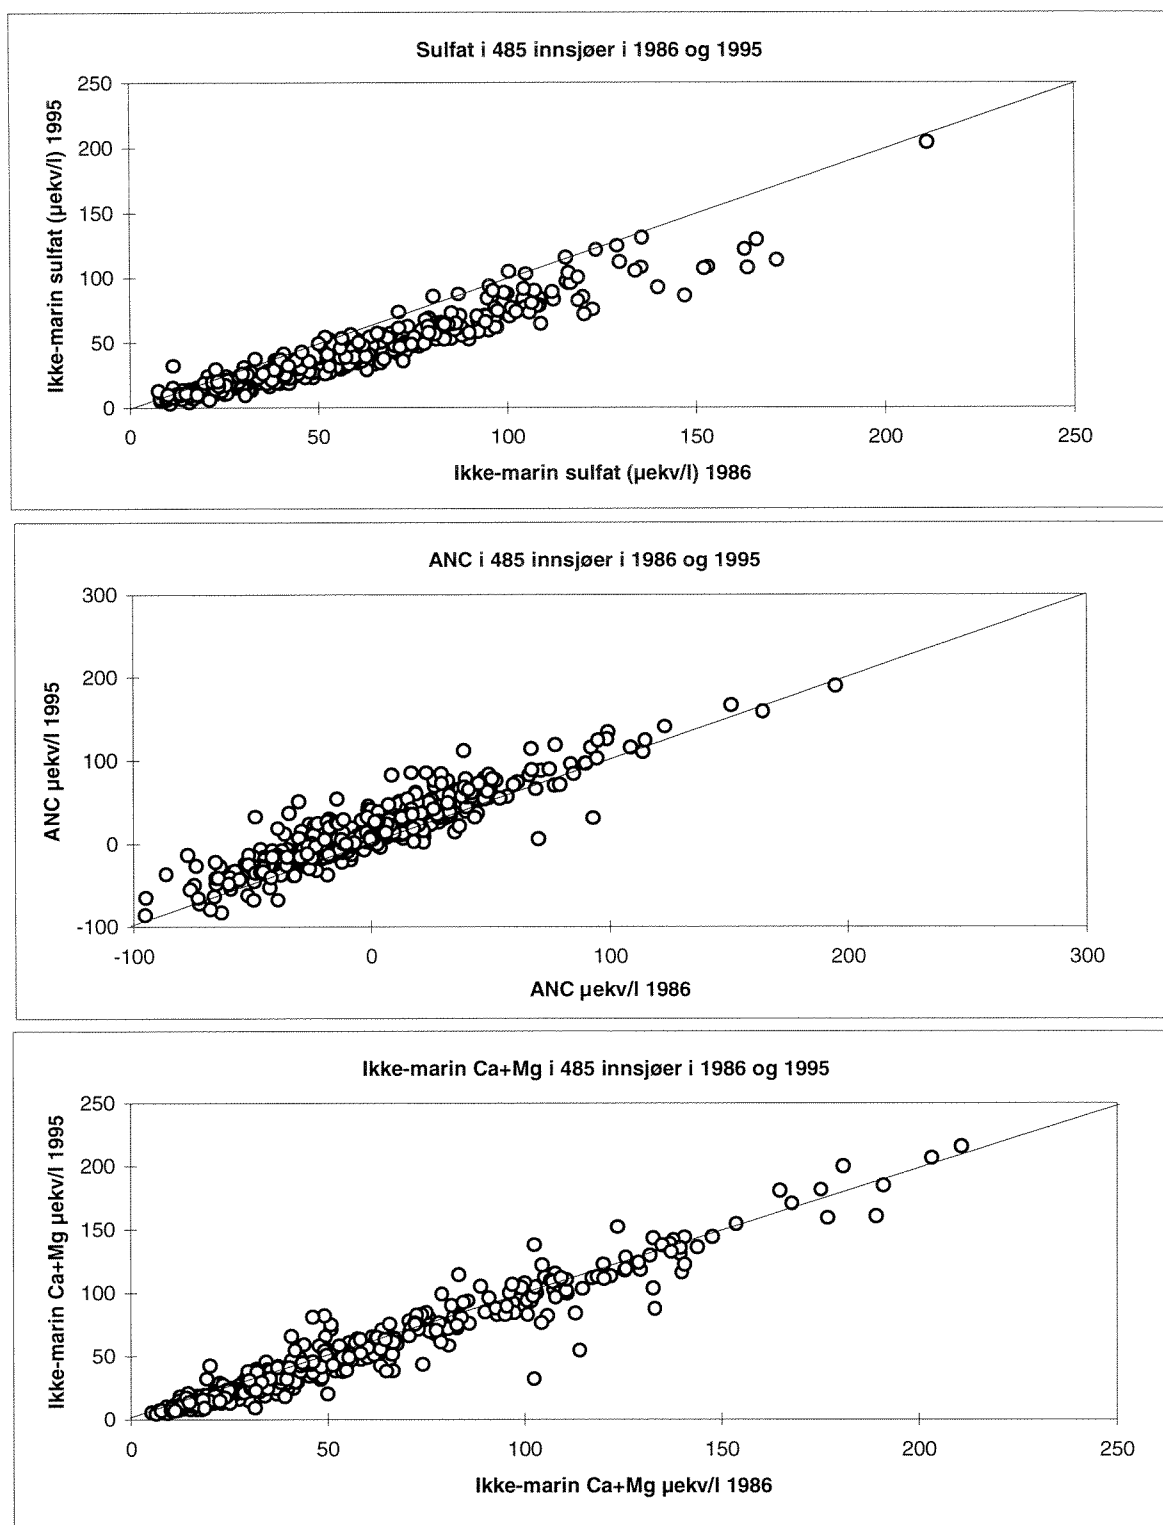 Sulfat i 485 innsjøer i 1986 og 1995
Ikke-marin sulfat (µekv/l) 1995
250
200
150
100
50
0
0 50 100 150 200 250
Ikke-marin sulfat (µekv/l) 1986
ANC i 485 innsjøer i 1986 og 1995
ANC µekv/l 1995
300
200
100
0
-100
-100 0 100 200 300
ANC µekv/l 1986
Ikke-marin Ca+Mg i 485 innsjøer i 1986 og 1995
Ikke-marin Ca+Mg µekv/l 1995
250
200
150
100
50
0
0 50 100 150 200 250
Ikke-marin Ca+Mg µekv/l 1986